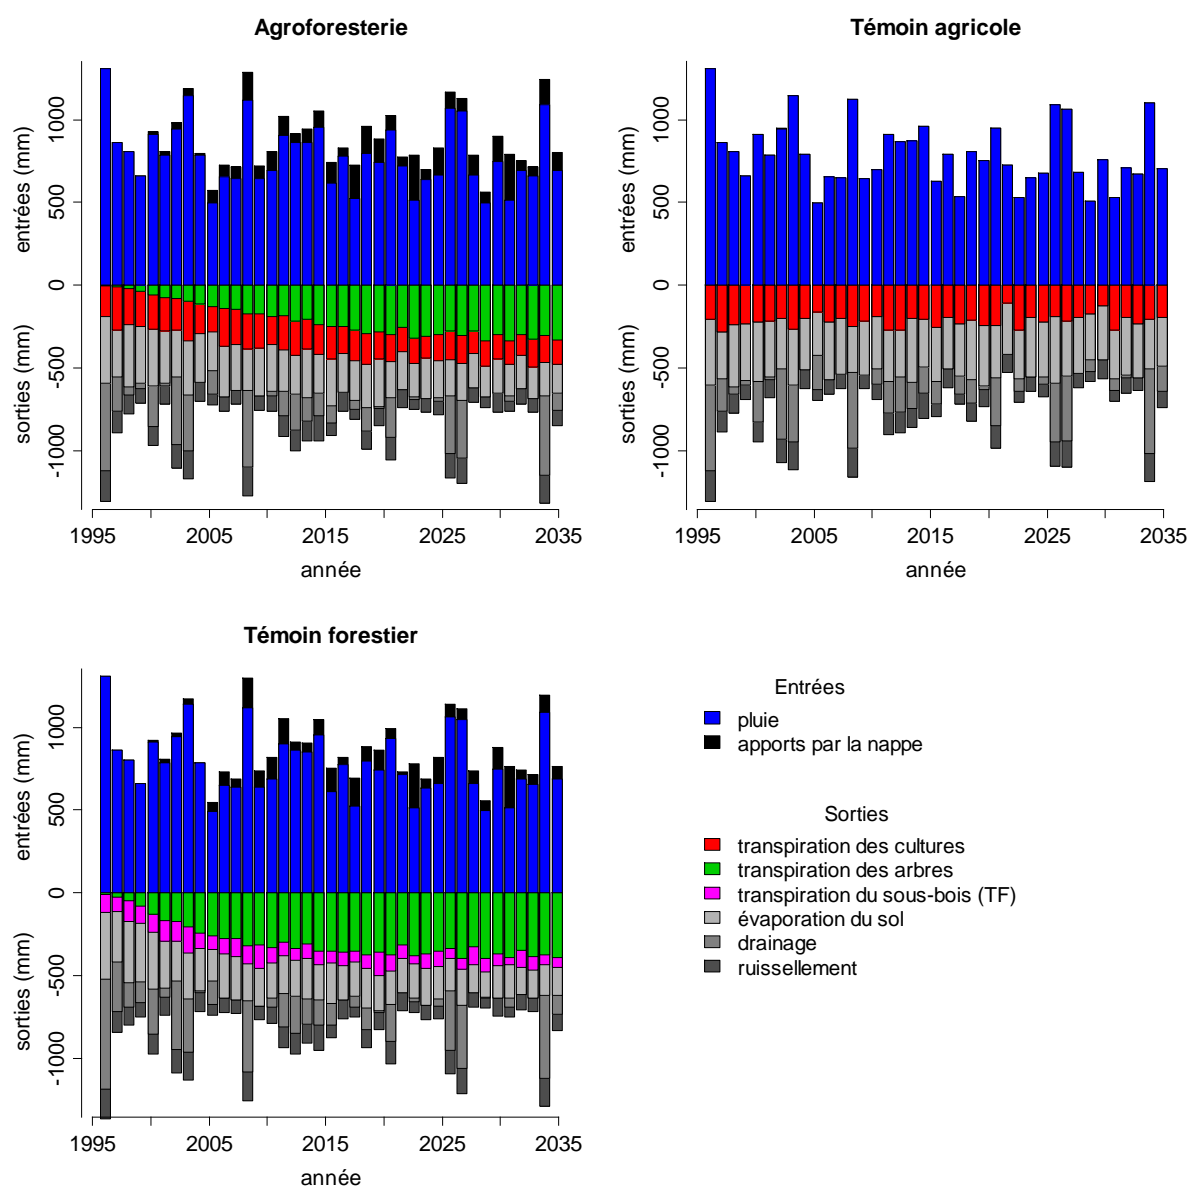 Agroforesterie
entrées (mm)
sorties (mm)
1000
500
0
-500
-1000
1995
2005
2015
2025
2035
année
Témoin agricole
entrées (mm)
sorties (mm)
1000
500
0
-500
-1000
1995
2005
2015
2025
2035
année
Témoin forestier
entrées (mm)
sorties (mm)
1000
500
0
-500
-1000
1995
2005
2015
2025
2035
année
Entrées
pluie
apports par la nappe
Sorties
transpiration des cultures
transpiration des arbres
transpiration du sous-bois (TF)
évaporation du sol
drainage
ruissellement